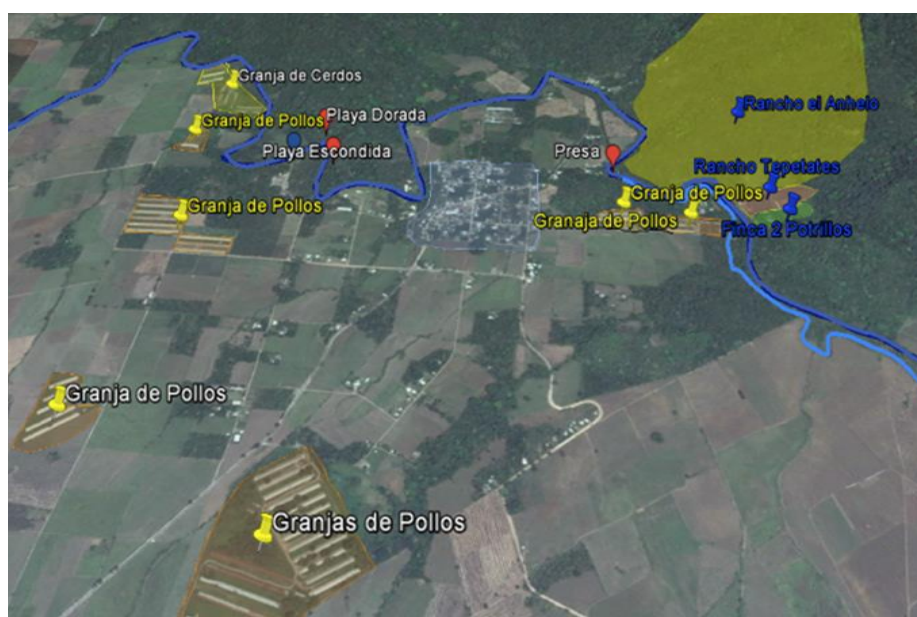 Granja de Cerdos
Rancho el Anhelo
Playa Dorada
Granja de Pollos
Playa Escondida
Presa
Rancho Tepetates
Granja de Pollos
Granja de Pollos
Granaja de Pollos
Finca 2 Potrillos
Granja de Pollos
Granjas de Pollos